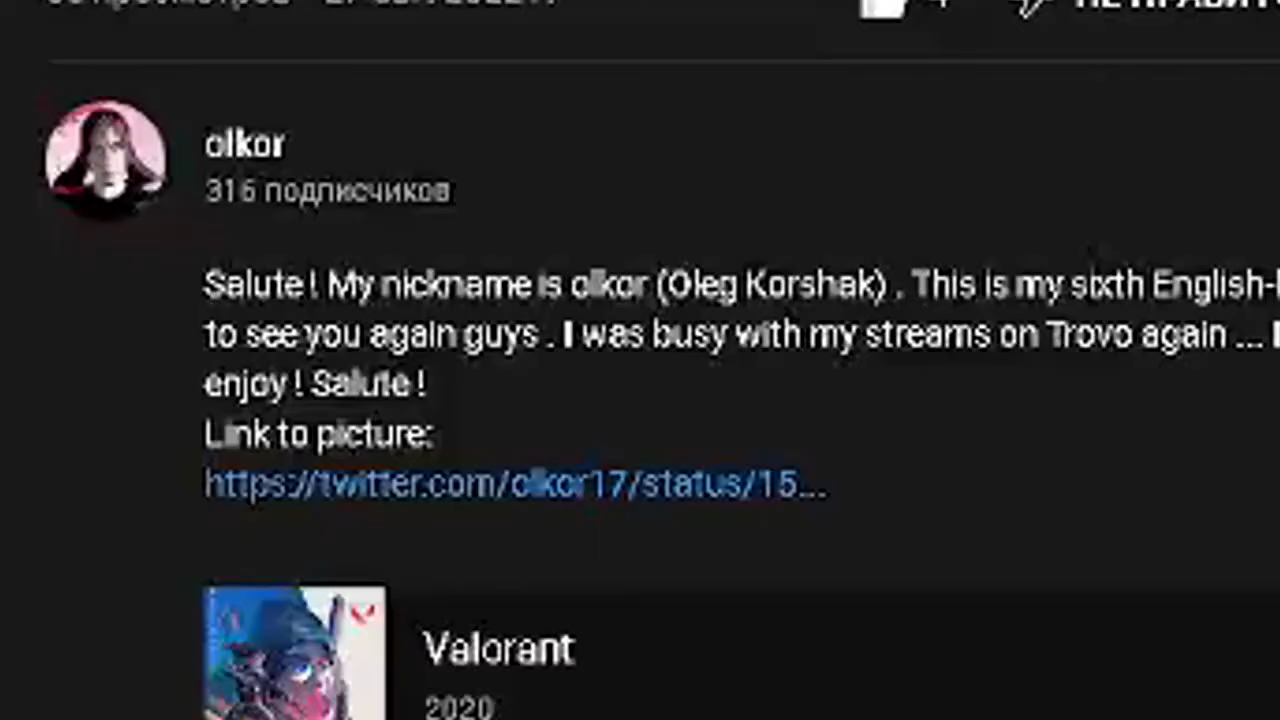 olkor
316 подписчиков
Salute ! My nickname is olkor (Oleg Korshak) . This is my sixth English-
to see you again guys . I was busy with my streams on Trovo again ...
enjoy ! Salute !
Link to picture:
https://twitter.com/olkor17/status/15...
Valorant
2020